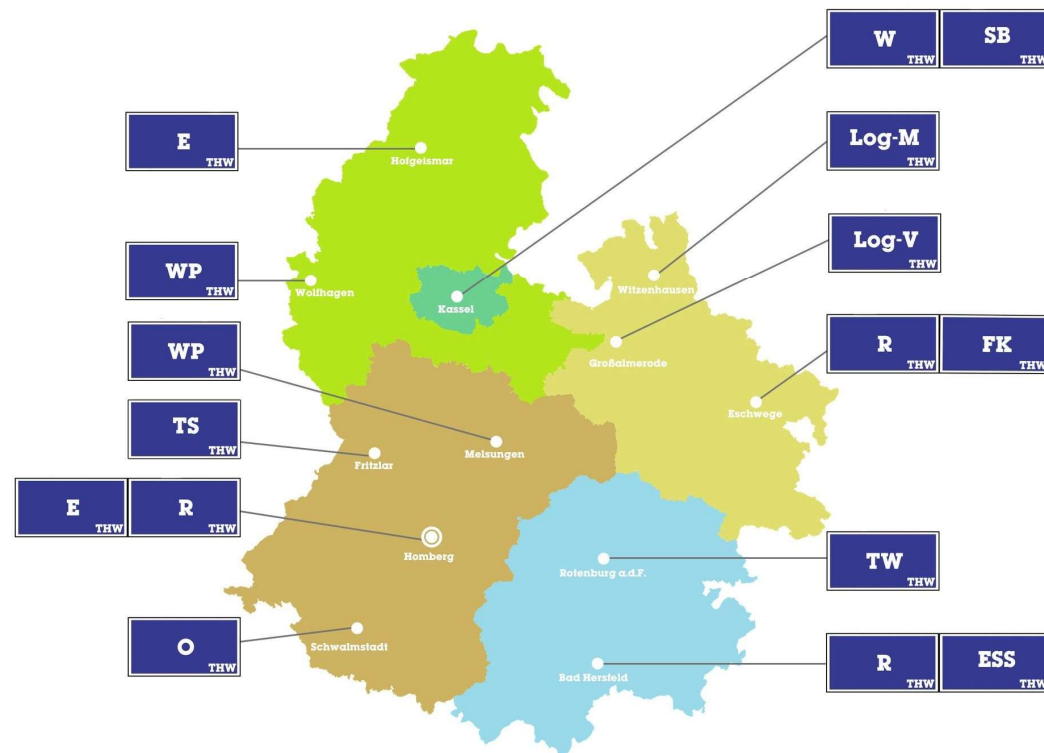 W
THW
SB
THW
E
THW
Log-M
THW
Hofgeismar
Log-V
THW
WP
THW
Wolfhagen
Kassel
Witzenhausen
WP
THW
Großalmerode
R
THW
FK
THW
Eschwege
TS
THW
Fritzlar
Melsungen
E
THW
R
THW
Homberg
Rotenburg a.d.F.
TW
THW
O
THW
Schwalmstadt
Bad Hersfeld
R
THW
ESS
THW